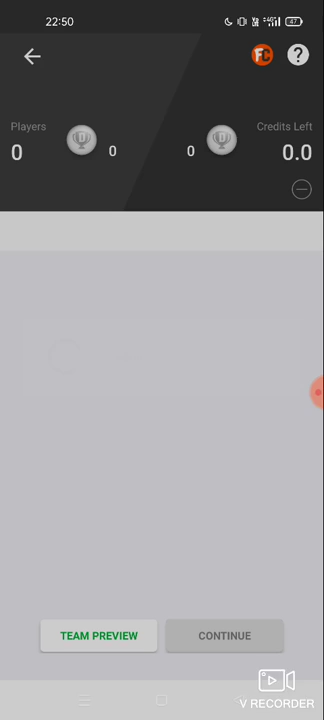 22:50
47
FC
?
Players
Credits Left
0
D
0
0
D
0.0
TEAM PREVIEW
CONTINUE
V RECORDER